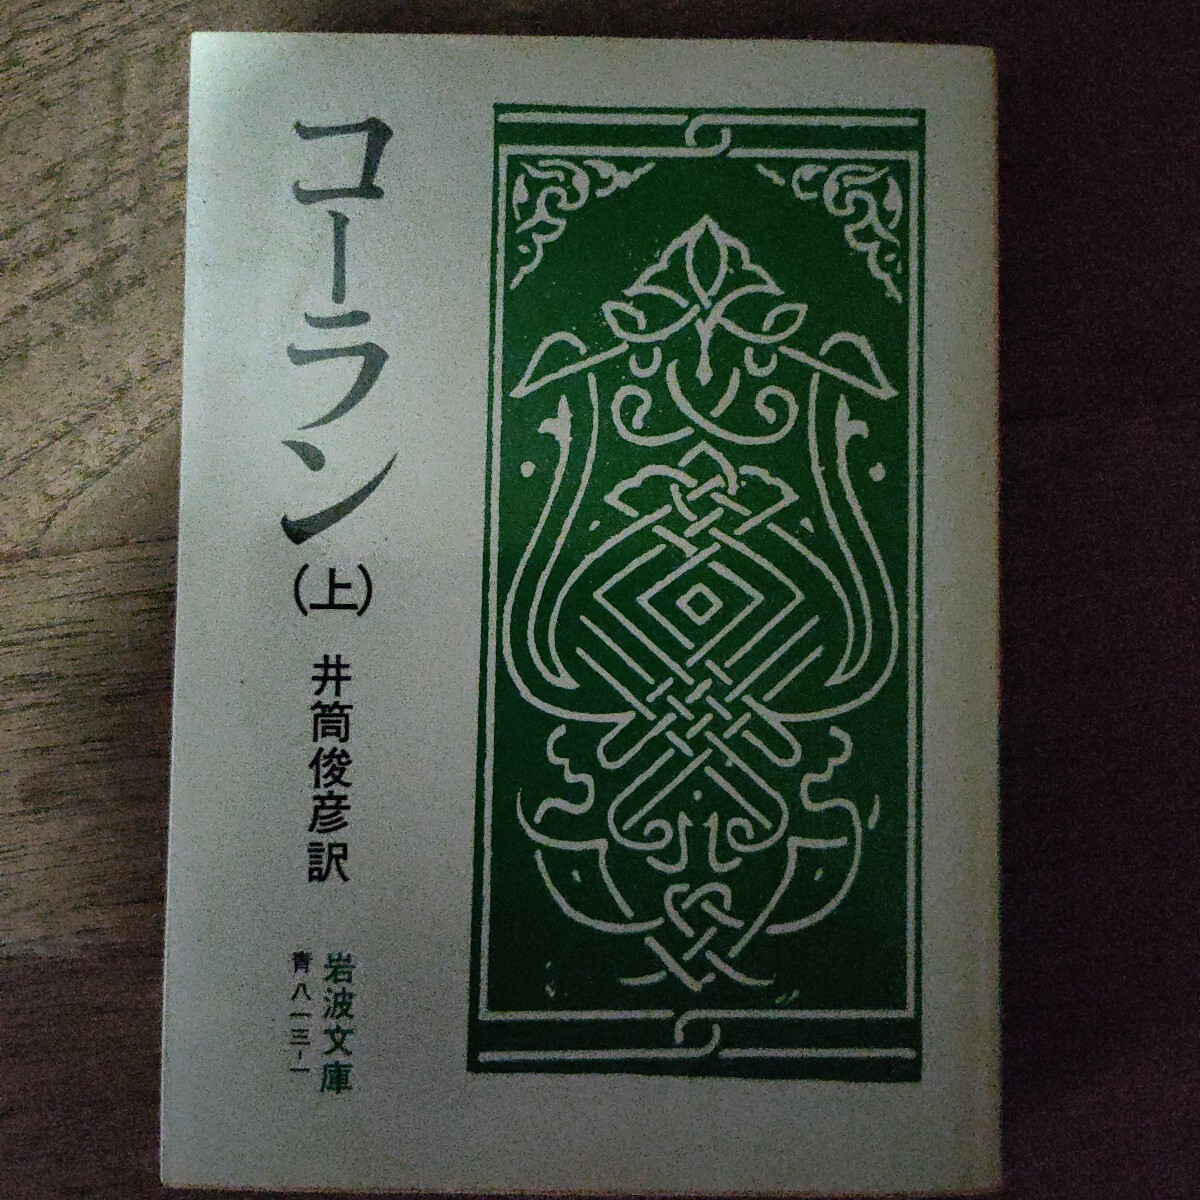 コーラン(上)
井筒俊彦訳
岩波文庫
青八一三-一